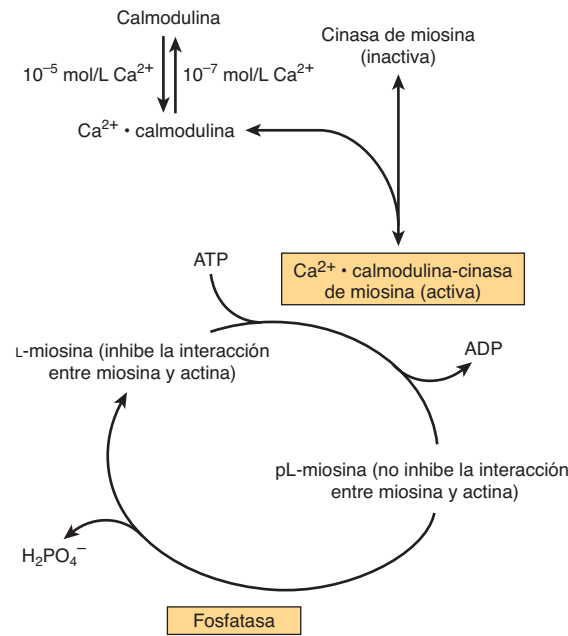 Calmodulina
Cinasa de miosina
(inactiva)
10⁻⁵ mol/L Ca²⁺
10⁻⁷ mol/L Ca²⁺
Ca²⁺ • calmodulina
Ca²⁺ • calmodulina-cinasa
de miosina (activa)
ATP
ʟ-miosina (inhibe la interacción
entre miosina y actina)
ADP
pL-miosina (no inhibe la interacción
entre miosina y actina)
H₂PO₄⁻
Fosfatasa